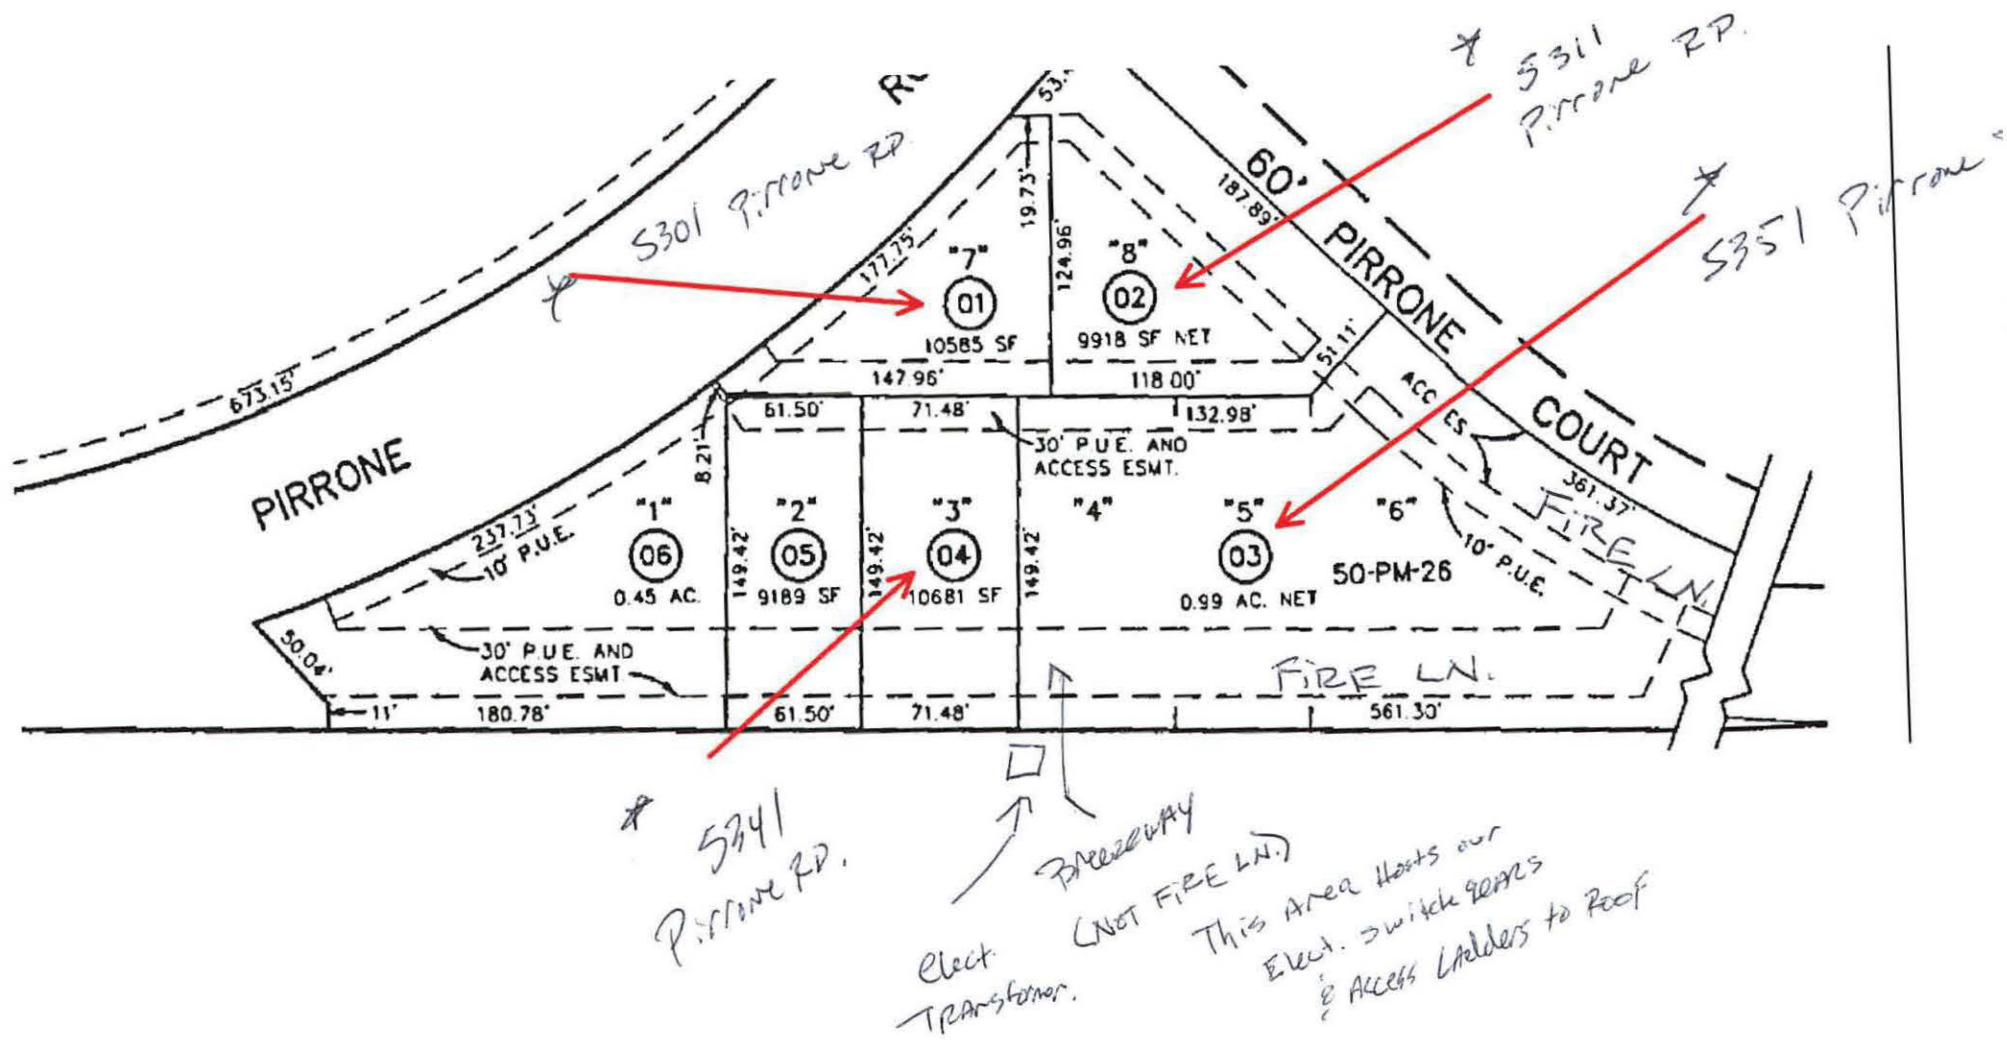 5311
Pirrone RD.
5351 Pirrone
5301 Pirrone RD.
60'
PIRRONE
COURT
187.89'
361.37'
673.15'
PIRRONE
177.75'
19.73'
124.96'
"7"
01
10585 SF
147.96'
"8"
02
9918 SF NET
118.00'
51.11'
ACCESS
FIRE LN.
10' P.U.E.
237.73'
10' P.U.E.
8.21'
61.50'
71.48'
132.98'
30' P.U.E. AND
ACCESS ESMT.
"1"
06
0.45 AC.
149.42'
"2"
05
9189 SF
149.42'
"3"
04
10681 SF
149.42'
"4"
"5"
03
0.99 AC. NET
"6"
50-PM-26
50.04'
30' P.U.E. AND
ACCESS ESMT
FIRE LN.
11'
180.78'
61.50'
71.48'
561.30'
5341
Pirrone RD.
Elect.
TRANSformer.
BREEZEWAY
(NOT FIRE LN.)
This Area Hosts our
Elect. switch gears
& Access LAdders to Roof